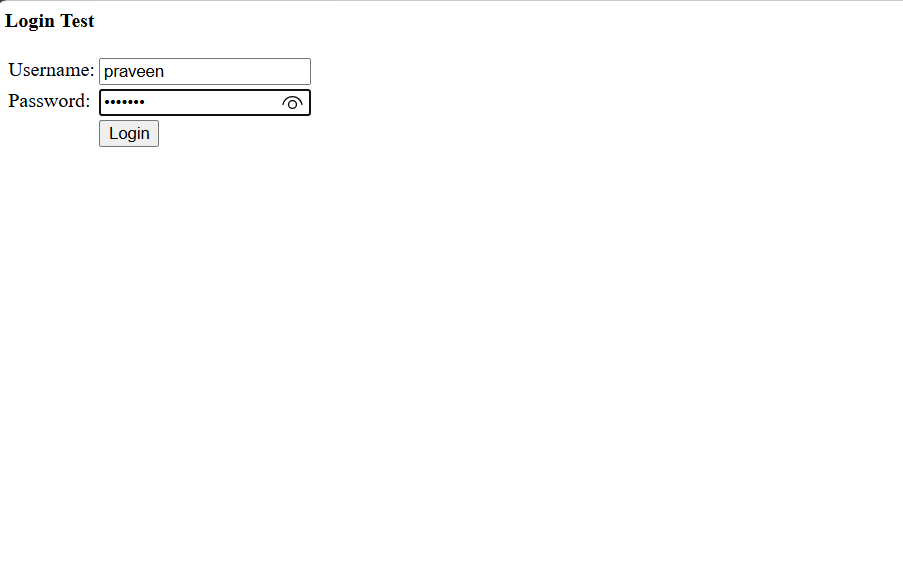 Login Test
Username: praveen
Password: •••••••
Login